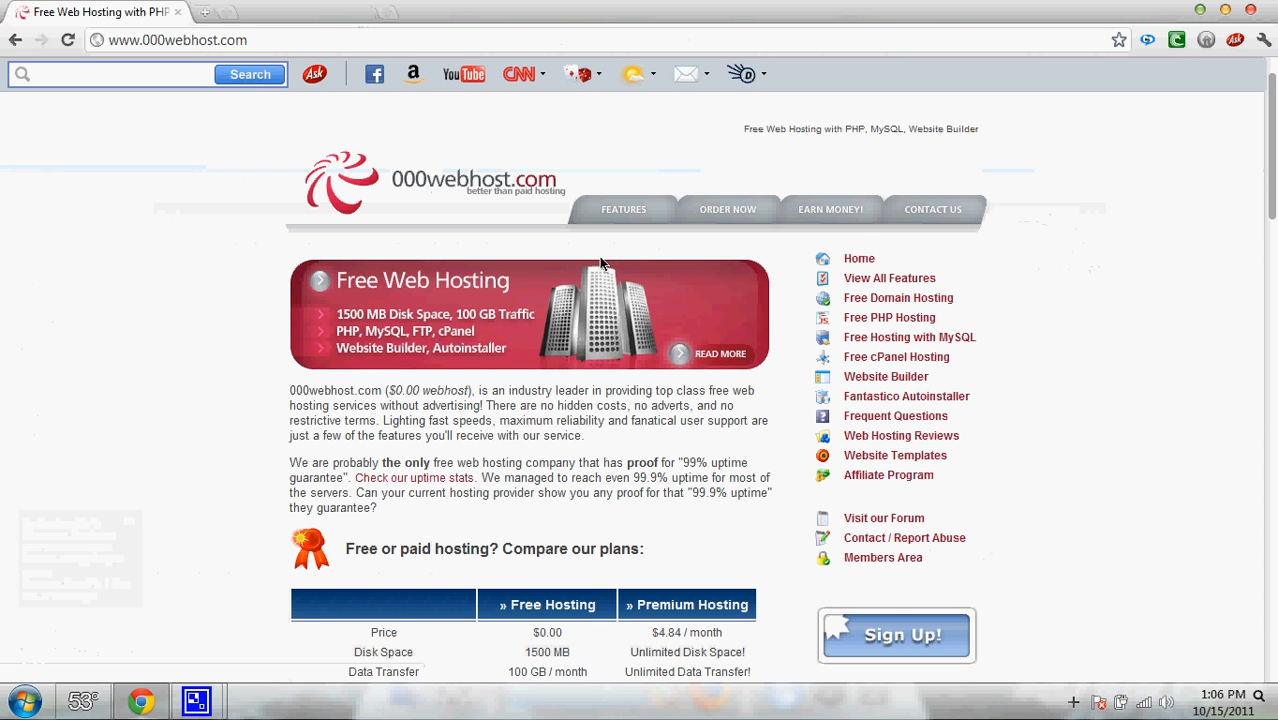 Free Web Hosting with PHP
www.000webhost.com
Search
Ask
a
YouTube
CNN
D
Ask
Free Web Hosting with PHP, MySQL, Website Builder
000webhost.com
better than paid hosting
FEATURES
ORDER NOW
EARN MONEY!
CONTACT US
Free Web Hosting
1500 MB Disk Space, 100 GB Traffic
PHP, MySQL, FTP, cPanel
Website Builder, Autoinstaller
READ MORE
000webhost.com ($0.00 webhost), is an industry leader in providing top class free web
hosting services without advertising! There are no hidden costs, no adverts, and no
restrictive terms. Lighting fast speeds, maximum reliability and fanatical user support are
just a few of the features you'll receive with our service.
We are probably the only free web hosting company that has proof for "99% uptime
guarantee". Check our uptime stats. We managed to reach even 99.9% uptime for most of
the servers. Can your current hosting provider show you any proof for that "99.9% uptime"
they guarantee?
Free or paid hosting? Compare our plans:
» Free Hosting
» Premium Hosting
Price
$0.00
$4.84 / month
Disk Space
1500 MB
Unlimited Disk Space!
Data Transfer
100 GB / month
Unlimited Data Transfer!
Home
View All Features
Free Domain Hosting
Free PHP Hosting
Free Hosting with MySQL
Free cPanel Hosting
Website Builder
Fantastico Autoinstaller
Frequent Questions
Web Hosting Reviews
Website Templates
Affiliate Program
Visit our Forum
Contact / Report Abuse
Members Area
Sign Up!
53°
1:06 PM
10/15/2011